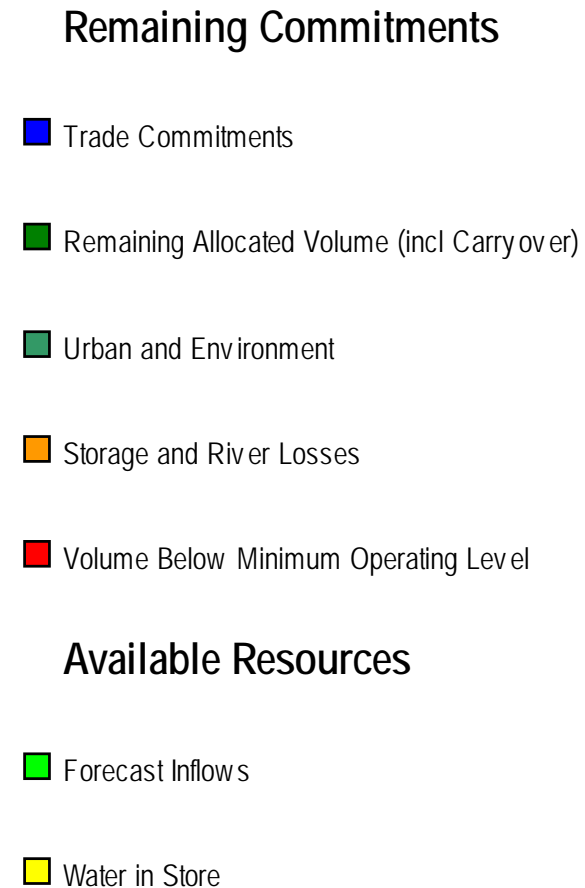 Remaining Commitments
Trade Commitments
Remaining Allocated Volume (incl Carryover)
Urban and Environment
Storage and River Losses
Volume Below Minimum Operating Level
Available Resources
Forecast Inflows
Water in Store